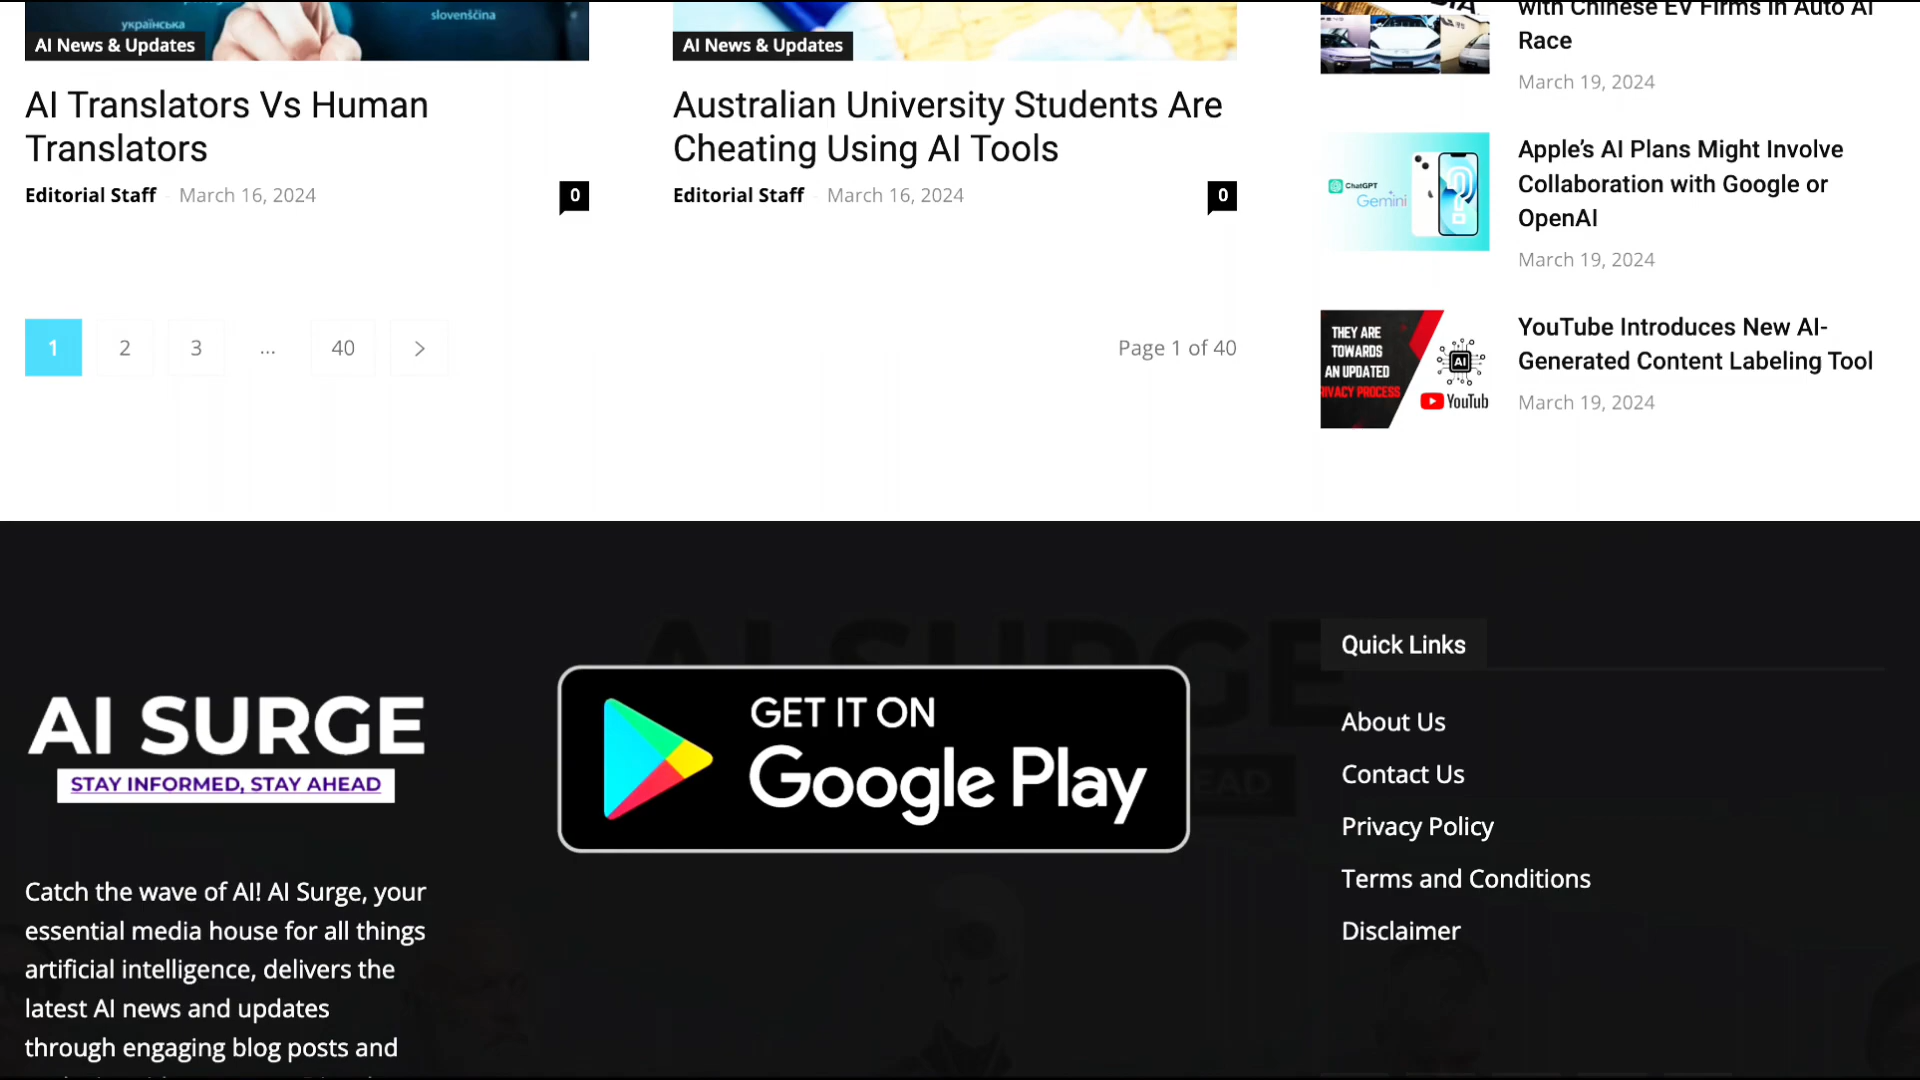 українська
slovenščina
AI News & Updates
AI Translators Vs Human
Translators
Editorial Staff - March 16, 2024
0
AI News & Updates
Australian University Students Are
Cheating Using AI Tools
Editorial Staff - March 16, 2024
0
1
2
3
...
40
>
Page 1 of 40
with Chinese EV Firms in Auto AI
Race
March 19, 2024
ChatGPT
Gemini
Apple’s AI Plans Might Involve
Collaboration with Google or
OpenAI
March 19, 2024
THEY ARE
TOWARDS
AN UPDATED
RIVACY PROCESS
AI
YouTub
YouTube Introduces New AI-
Generated Content Labeling Tool
March 19, 2024
AI SURGE
STAY INFORMED, STAY AHEAD
Catch the wave of AI! AI Surge, your
essential media house for all things
artificial intelligence, delivers the
latest AI news and updates
through engaging blog posts and
GET IT ON
Google Play
AI SURGE
EAD
Quick Links
About Us
Contact Us
Privacy Policy
Terms and Conditions
Disclaimer